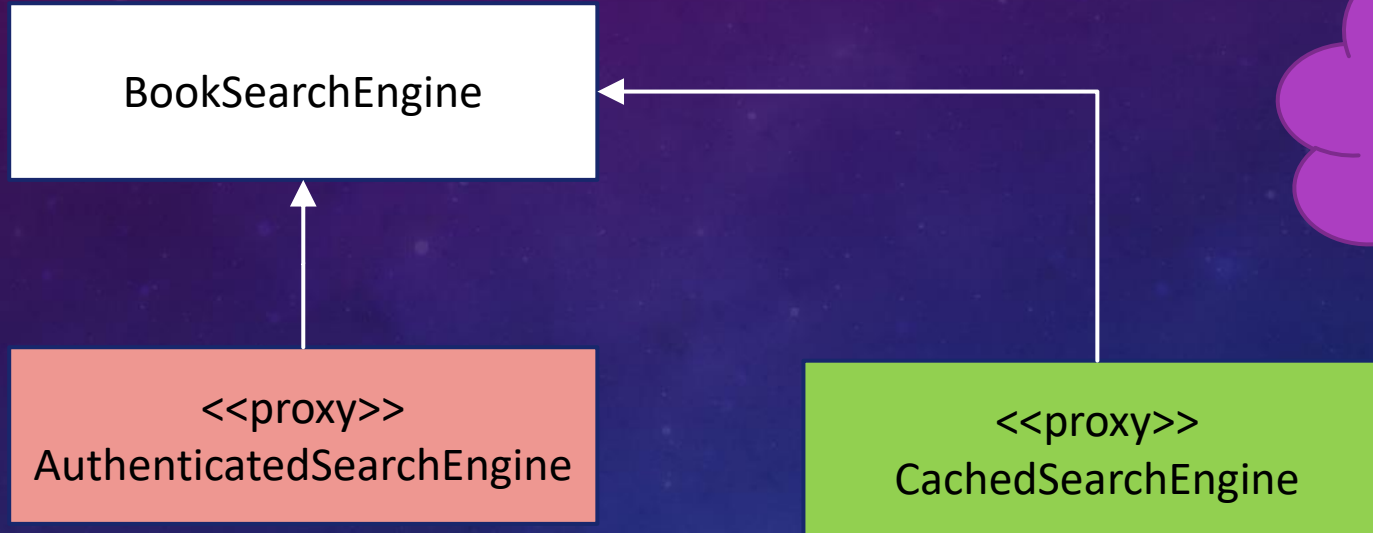 BookSearchEngine
<<proxy>>
AuthenticatedSearchEngine
<<proxy>>
CachedSearchEngine